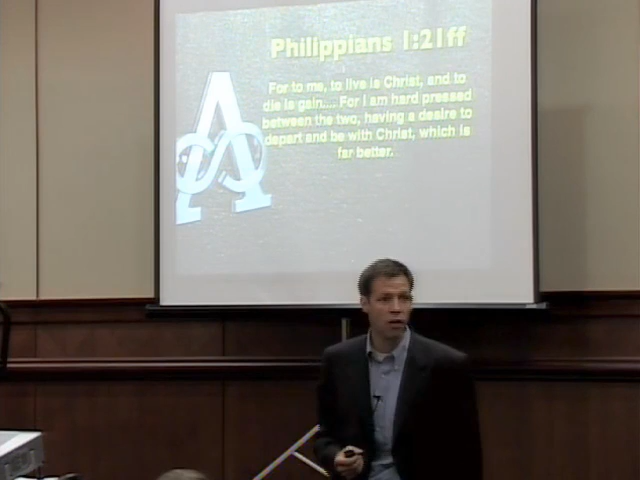 Philippians 1:21ff
For to me, to live is Christ, and to
die is gain.... For I am hard pressed
between the two, having a desire to
depart and be with Christ, which is
far better.